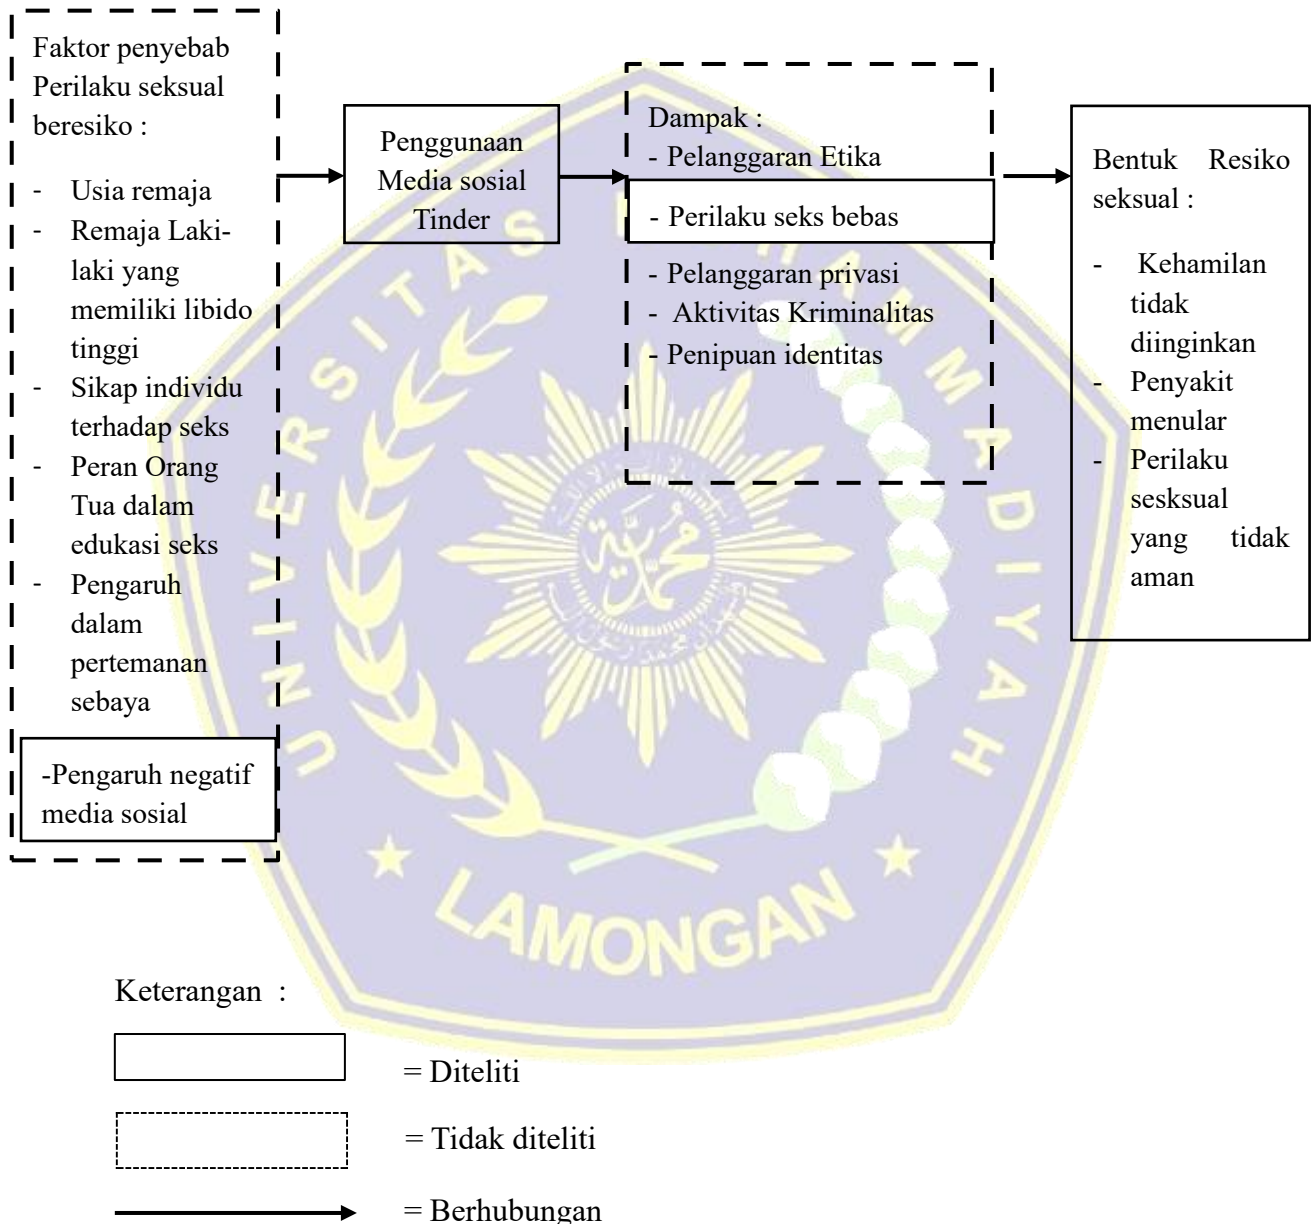 Faktor penyebab
Perilaku seksual
beresiko :
- Usia remaja
- Remaja Laki-
laki yang
memiliki libido
tinggi
- Sikap individu
terhadap seks
- Peran Orang
Tua dalam
edukasi seks
- Pengaruh
dalam
pertemanan
sebaya
-Pengaruh negatif
media sosial
Penggunaan
Media sosial
Tinder
Dampak :
- Pelanggaran Etika
- Perilaku seks bebas
- Pelanggaran privasi
- Aktivitas Kriminalitas
- Penipuan identitas
Bentuk Resiko
seksual :
- Kehamilan
tidak
diinginkan
- Penyakit
menular
- Perilaku
sesksual
yang tidak
aman
UNIVERSITAS MUHAMMADIYAH
LAMONGAN
محمدية
Keterangan :
= Diteliti
= Tidak diteliti
= Berhubungan